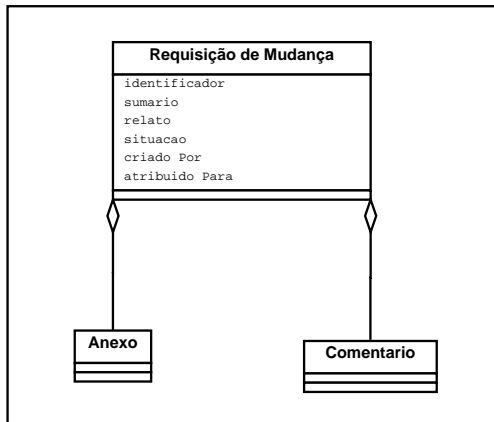 Requisição de Mudança
identificador
sumario
relato
situacao
criado Por
atribuido Para
Anexo
Comentario